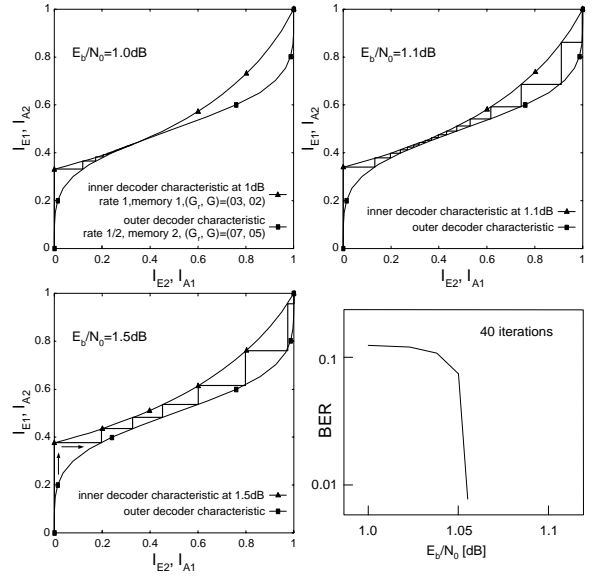 E_b/N_0=1.0dB
I_E1, I_A2
1
0.8
0.6
0.4
0.2
0
inner decoder characteristic at 1dB
rate 1,memory 1,(G_r, G)=(03, 02)
outer decoder characteristic
rate 1/2, memory 2, (G_r, G)=(07, 05)
0 0.2 0.4 0.6 0.8 1
I_E2, I_A1
E_b/N_0=1.1dB
I_E1, I_A2
1
0.8
0.6
0.4
0.2
0
inner decoder characteristic at 1.1dB
outer decoder characteristic
0 0.2 0.4 0.6 0.8 1
I_E2, I_A1
E_b/N_0=1.5dB
I_E1, I_A2
1
0.8
0.6
0.4
0.2
0
inner decoder characteristic at 1.5dB
outer decoder characteristic
0 0.2 0.4 0.6 0.8 1
I_E2, I_A1
40 iterations
BER
0.1
0.01
1.0 1.05 1.1
E_b/N_0 [dB]